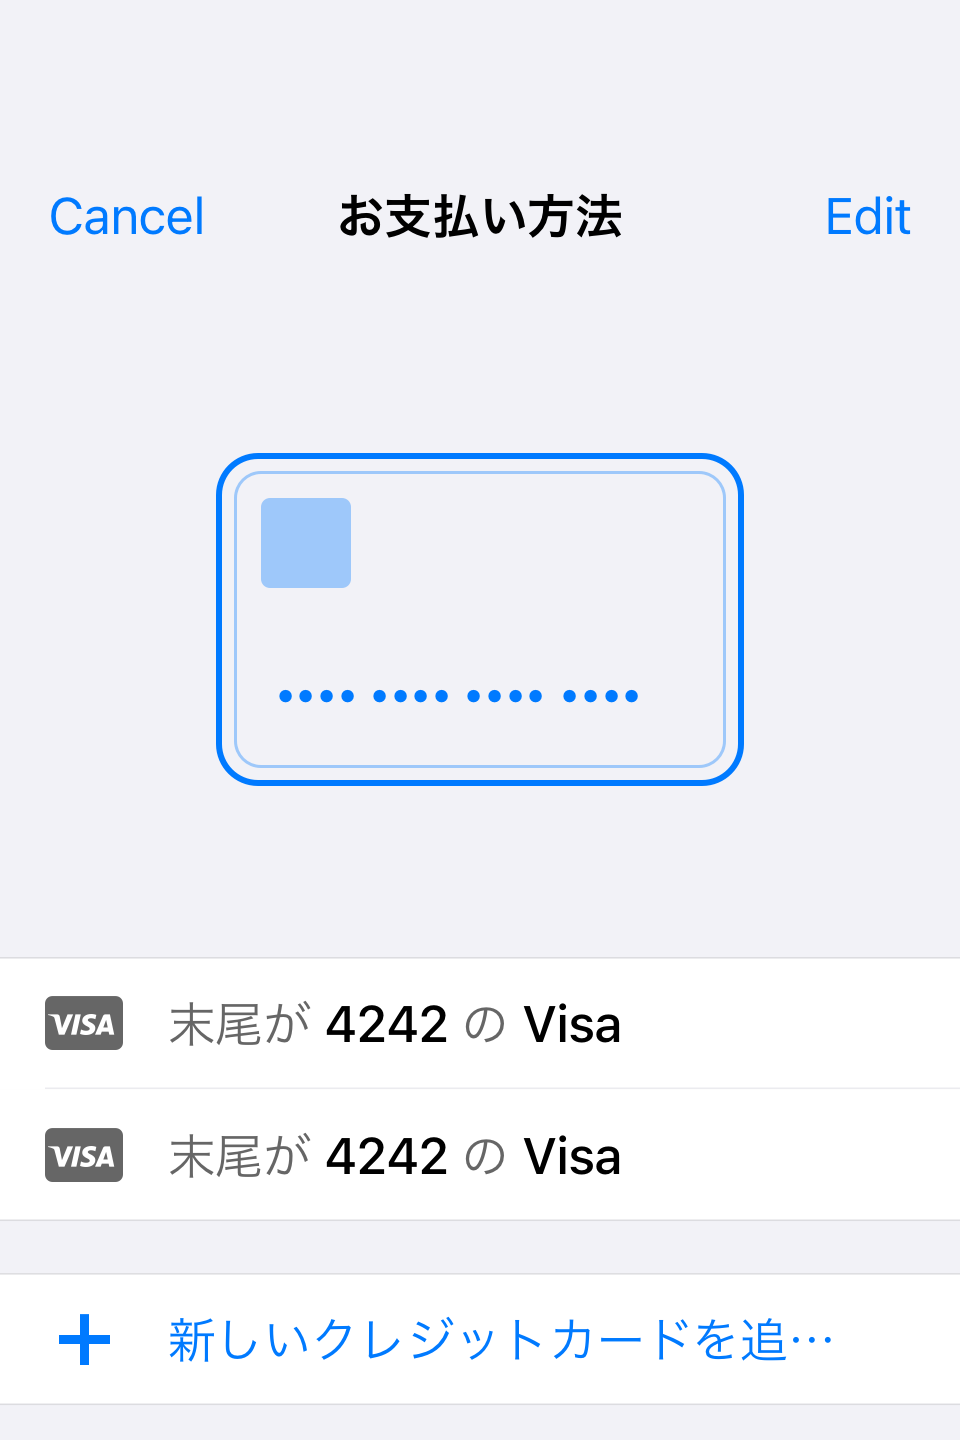 Cancel お支払い方法 Edit
•••• •••• •••• ••••
VISA 末尾が 4242 の Visa
VISA 末尾が 4242 の Visa
+ 新しいクレジットカードを追…